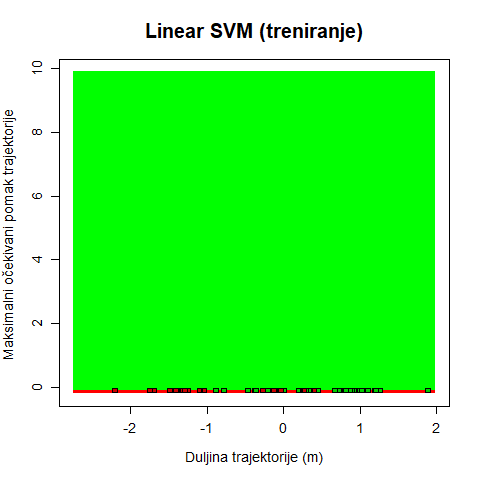 Linear SVM (treniranje)
Maksimalni očekivani pomak trajektorije
10
8
6
4
2
0
-2 -1 0 1 2
Duljina trajektorije (m)